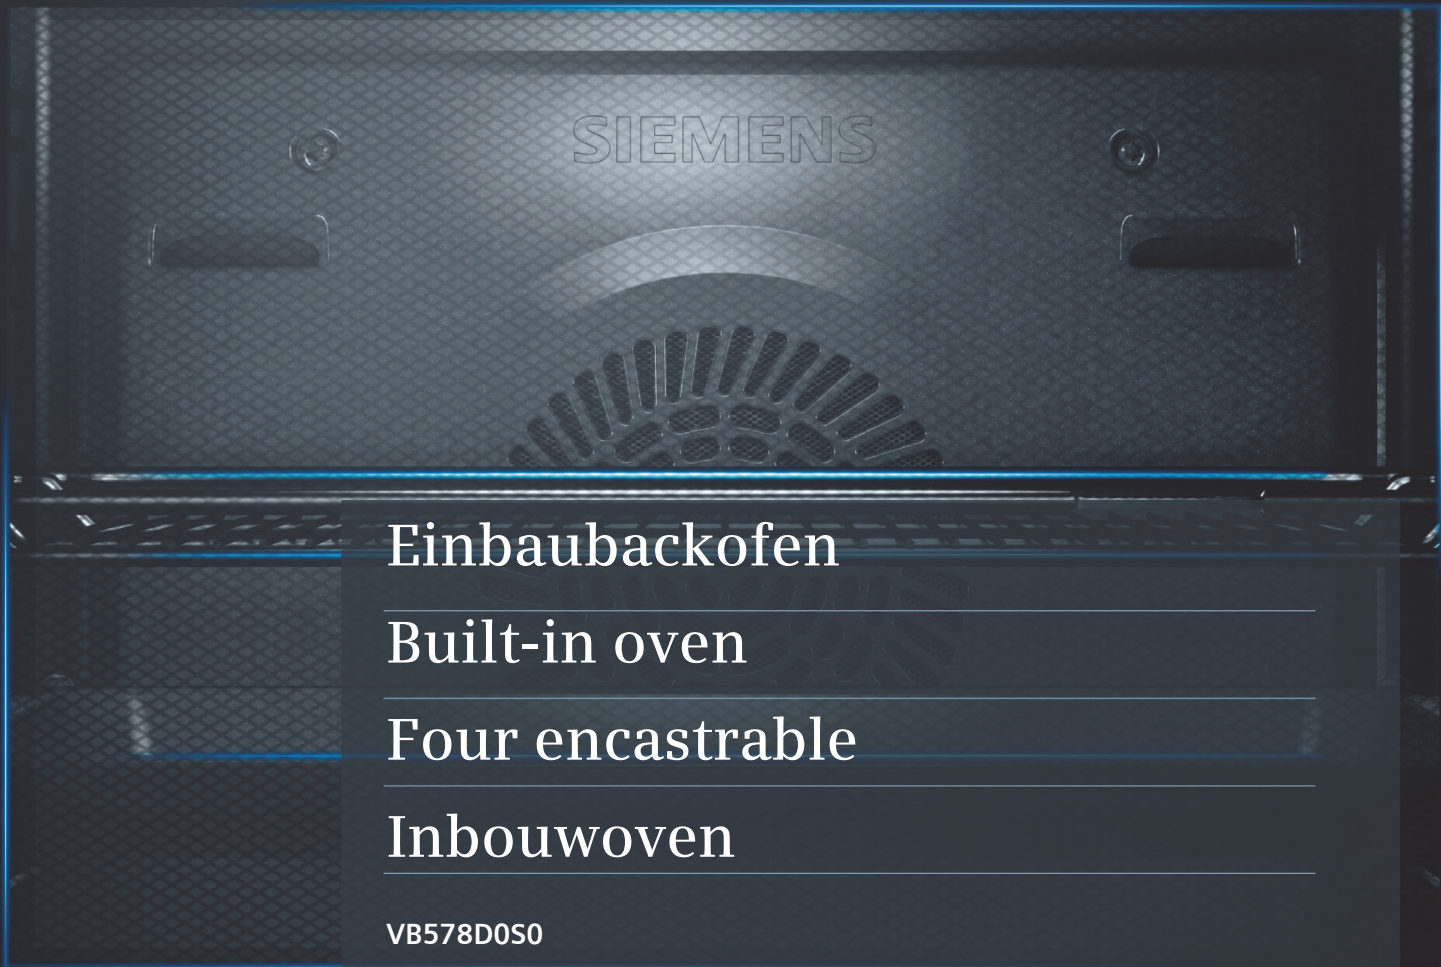 SIEMENS
Einbaubackofen
Built-in oven
Four encastrable
Inbouwoven
VB578D0S0